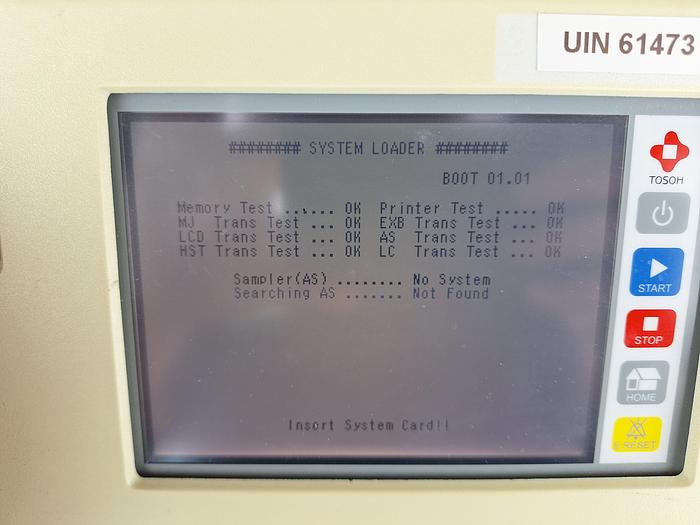 UIN 61473
######## SYSTEM LOADER ########
BOOT 01.01
Memory Test ...... OK Printer Test ..... OK
MJ Trans Test ... OK EXB Trans Test ... OK
LCD Trans Test ... OK AS Trans Test ... OK
HST Trans Test ... OK LC Trans Test ... OK
Sampler(AS) ........ No System
Searching AS ....... Not Found
Insort System Card!!
TOSOH
START
STOP
HOME
E.RESET